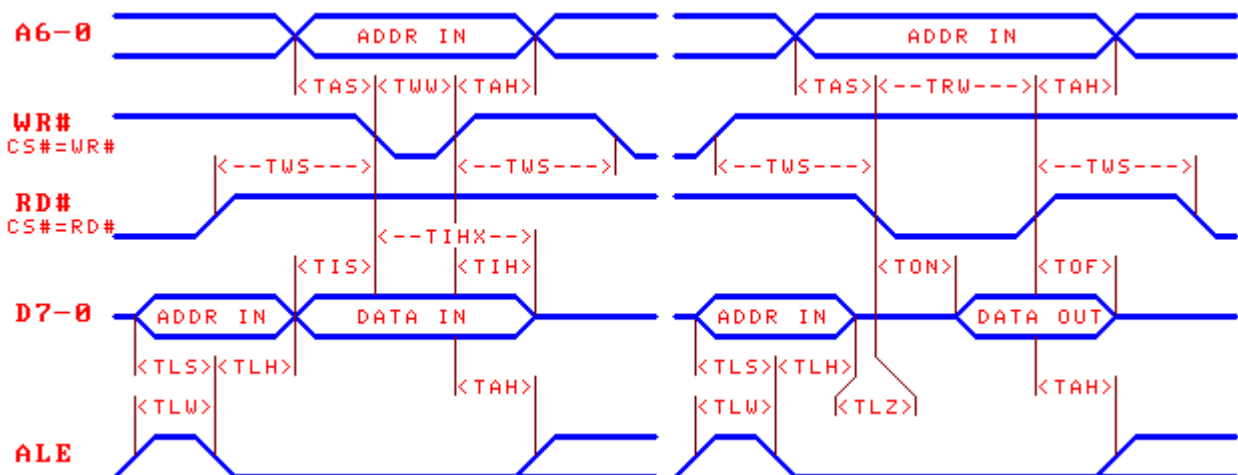 A6-0 ADDR IN ADDR IN
<TAS> <TWW> <TAH> <TAS> <--TRW---> <TAH>
WR#
CS#=WR#
<--TWS---> <--TWS---> <--TWS---> <--TWS--->
RD#
CS#=RD#
<--TIHX-->
<TIS> <TIH> <TON> <TOF>
D7-0 ADDR IN DATA IN ADDR IN DATA OUT
<TLS> <TLH> <TLS> <TLH>
<TAH> <TAH>
<TLW> <TLW> <TLZ>
ALE